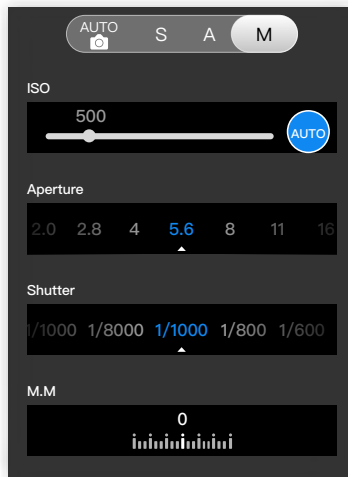 AUTO
S A M
ISO
500
AUTO
Aperture
2.0 2.8 4 5.6 8 11 16
Shutter
1/1000 1/8000 1/1000 1/800 1/600
M.M
0